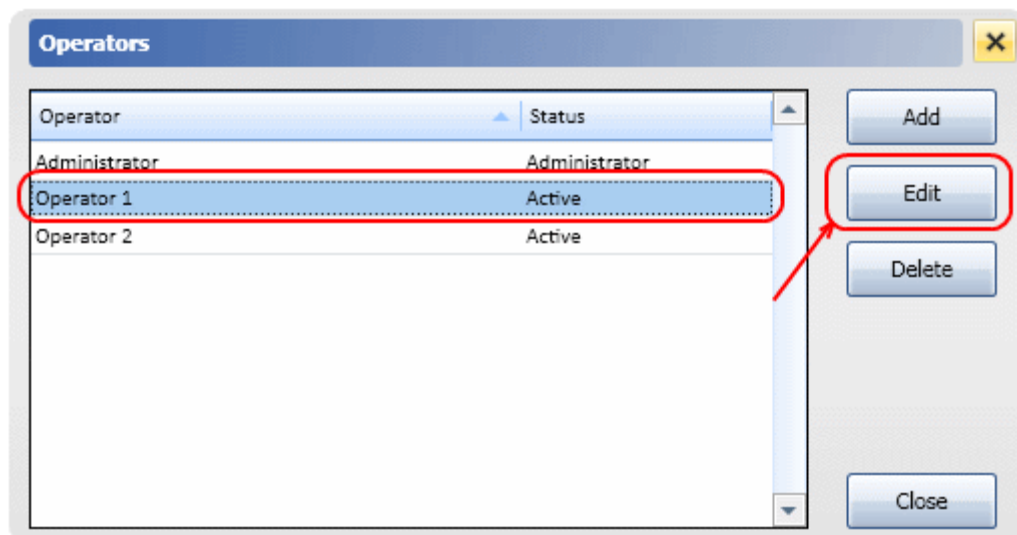 Operators
Operator Status
Add
Administrator Administrator
Operator 1 Active
Edit
Operator 2 Active
Delete
Close